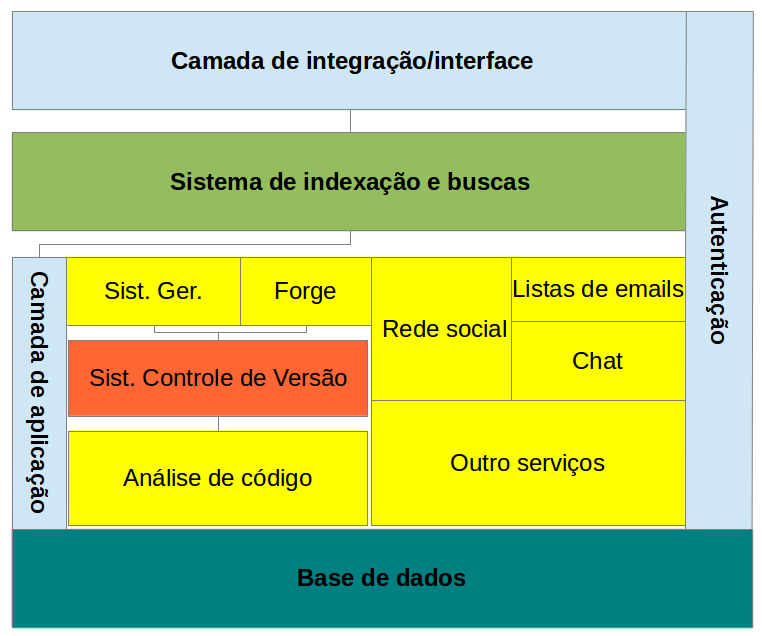 Camada de integração/interface
Sistema de indexação e buscas
Autenticação
Camada de aplicação
Sist. Ger.
Forge
Rede social
Listas de emails
Chat
Sist. Controle de Versão
Análise de código
Outro serviços
Base de dados